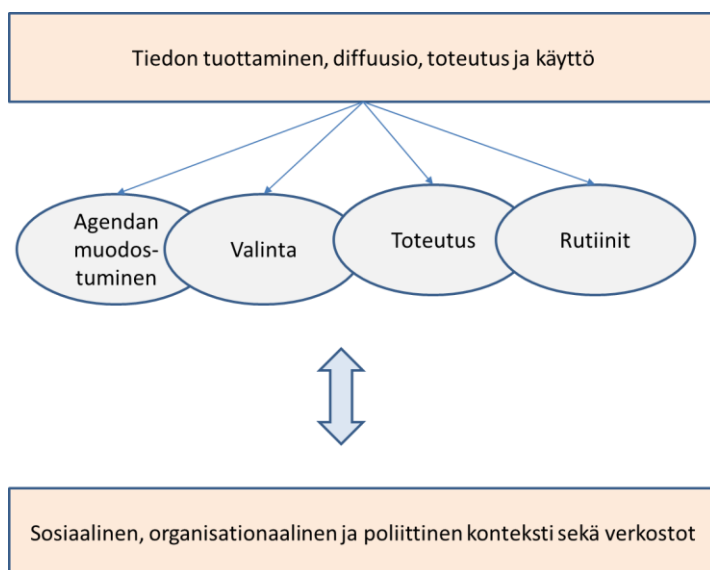 Tiedon tuottaminen, diffuusio, toteutus ja käyttö
Agendan
muodos-
tuminen
Valinta
Toteutus
Rutiinit
Sosiaalinen, organisationaalinen ja poliittinen konteksti sekä verkostot